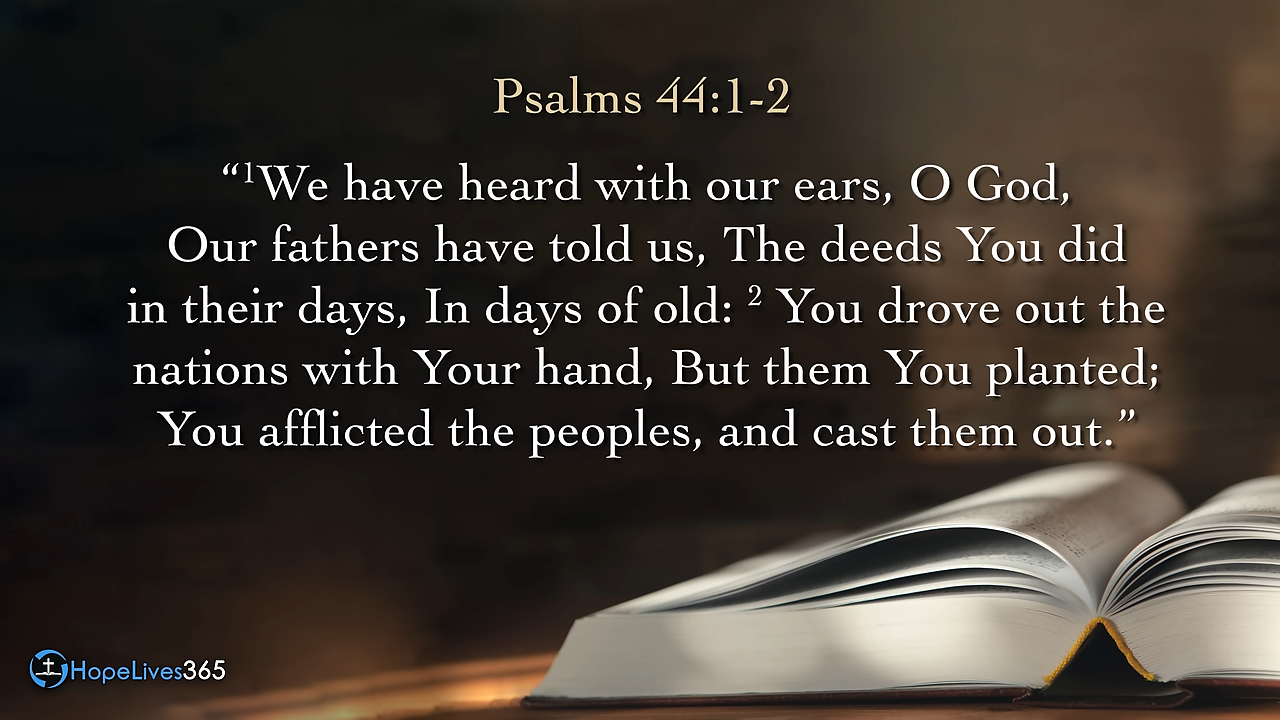 Psalms 44:1-2
“¹We have heard with our ears, O God,
Our fathers have told us, The deeds You did
in their days, In days of old: ² You drove out the
nations with Your hand, But them You planted;
You afflicted the peoples, and cast them out.”
HopeLives365